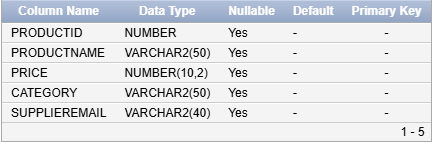 Column Name Data Type Nullable Default Primary Key
PRODUCTID NUMBER Yes - -
PRODUCTNAME VARCHAR2(50) Yes - -
PRICE NUMBER(10,2) Yes - -
CATEGORY VARCHAR2(50) Yes - -
SUPPLIEREMAIL VARCHAR2(40) Yes - -
1 - 5